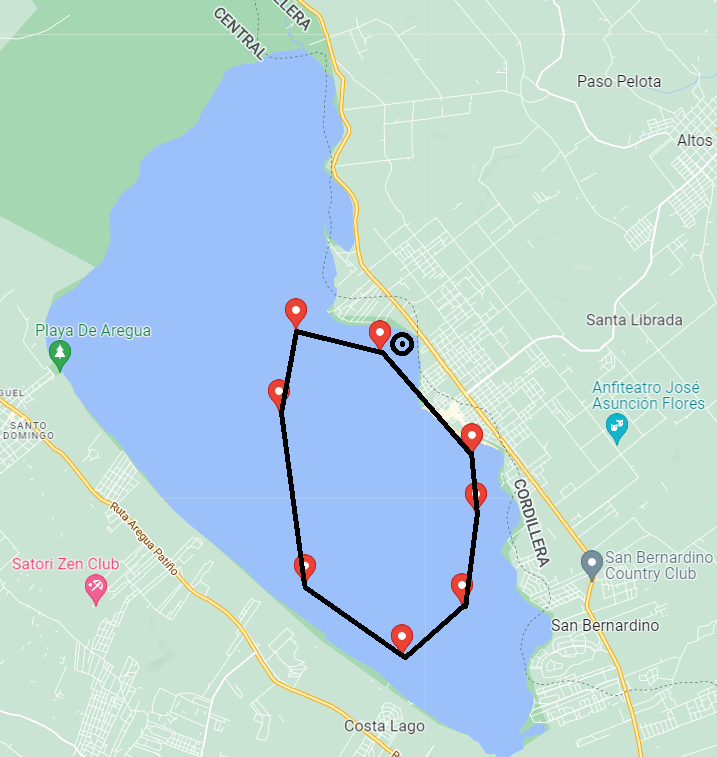 LLERA
CENTRAL
Paso Pelota
Altos
Santa Librada
Playa De Aregua
Anfiteatro José
Asunción Flores
GUEL
SANTO
DOMINGO
CORDILLERA
Ruta Aregua Patiño
Satori Zen Club
San Bernardino
Country Club
San Bernardino
Costa Lago